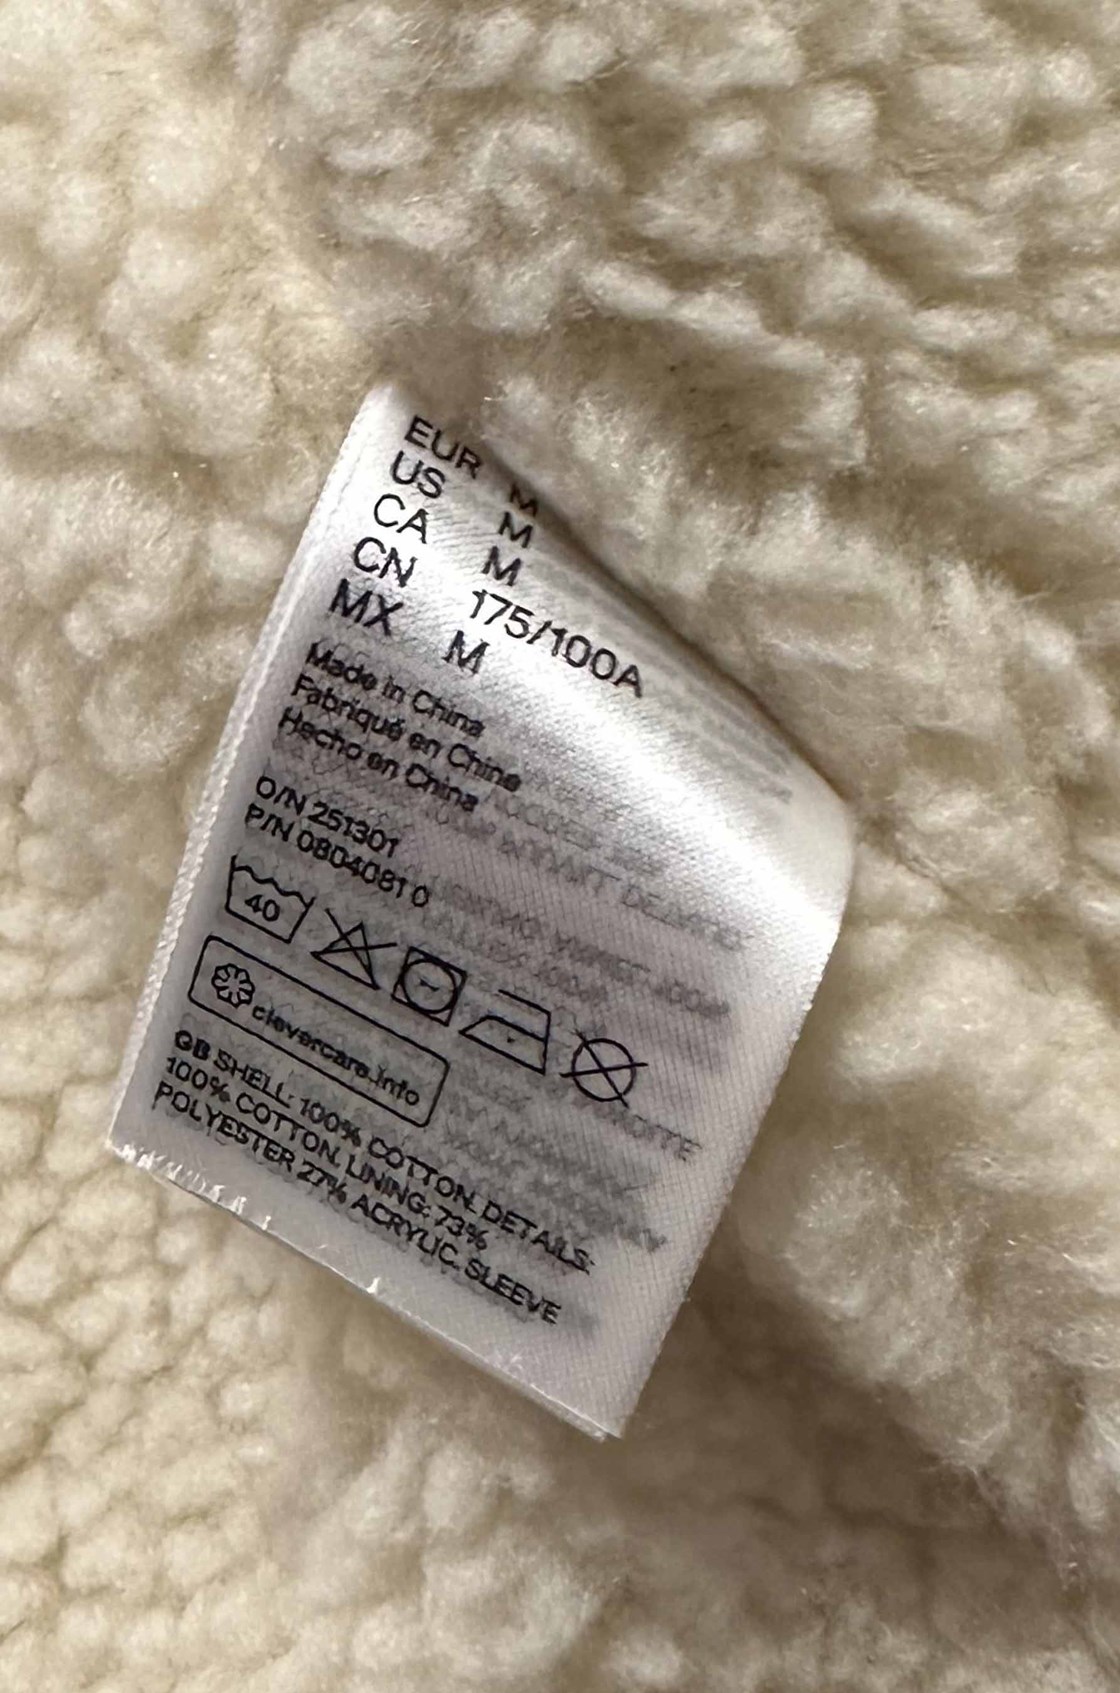 EUR M
US M
CA M
CN 175/100A
MX M
Made in China
Fabriqué en Chine
Hecho en China
O/N 251301
P/N 0804081 0
40
clevercare.info
GB SHELL: 100% COTTON. DETAILS:
100% COTTON. LINING: 73%
POLYESTER 27% ACRYLIC. SLEEVE